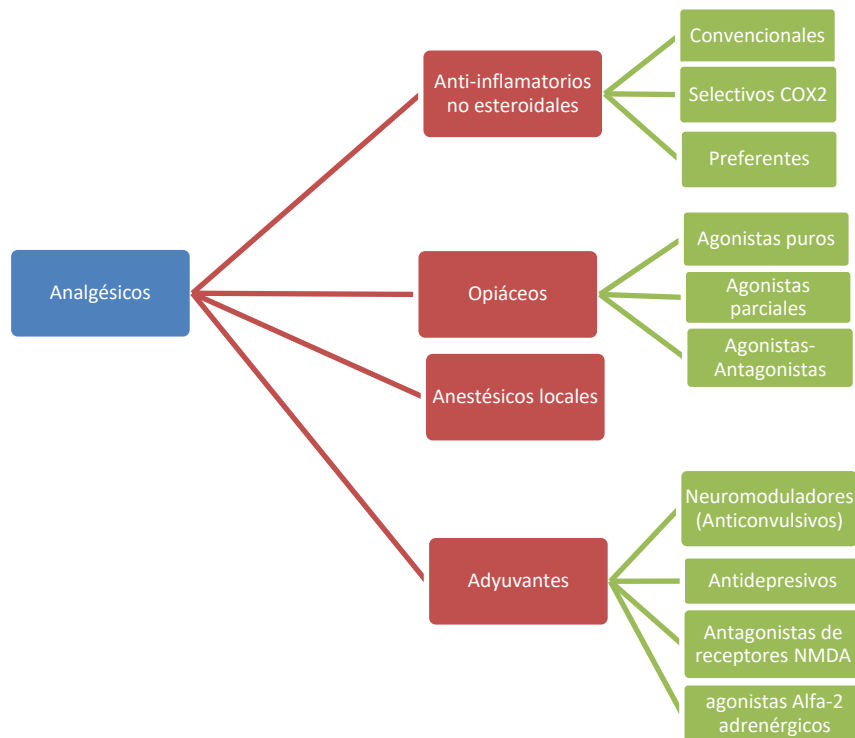 Analgésicos
Anti-inflamatorios
no esteroidales
Convencionales
Selectivos COX2
Preferentes
Opiáceos
Agonistas puros
Agonistas
parciales
Agonistas-
Antagonistas
Anestésicos locales
Adyuvantes
Neuromoduladores
(Anticonvulsivos)
Antidepresivos
Antagonistas de
receptores NMDA
agonistas Alfa-2
adrenérgicos